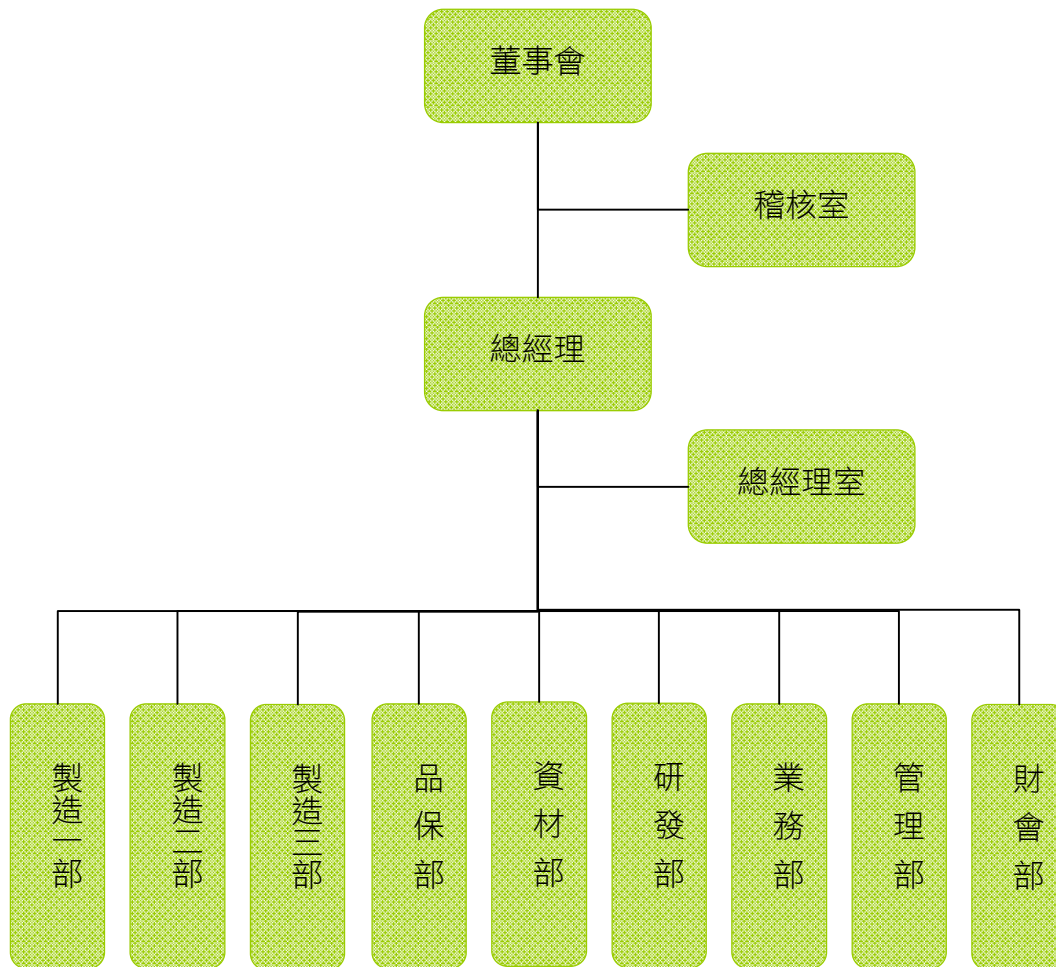 董事會
稽核室
總經理
總經理室
製造一部
製造二部
製造三部
品保部
資材部
研發部
業務部
管理部
財會部